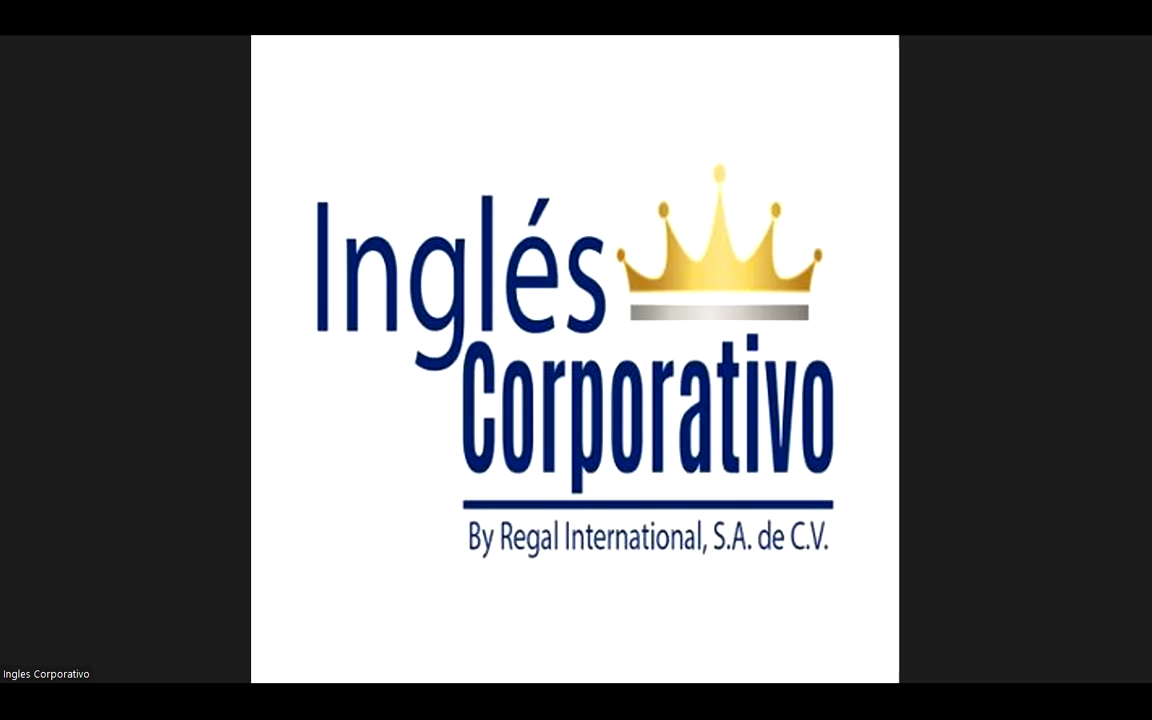 Inglés
Corporativo
By Regal International, S.A. de C.V.
Ingles Corporativo